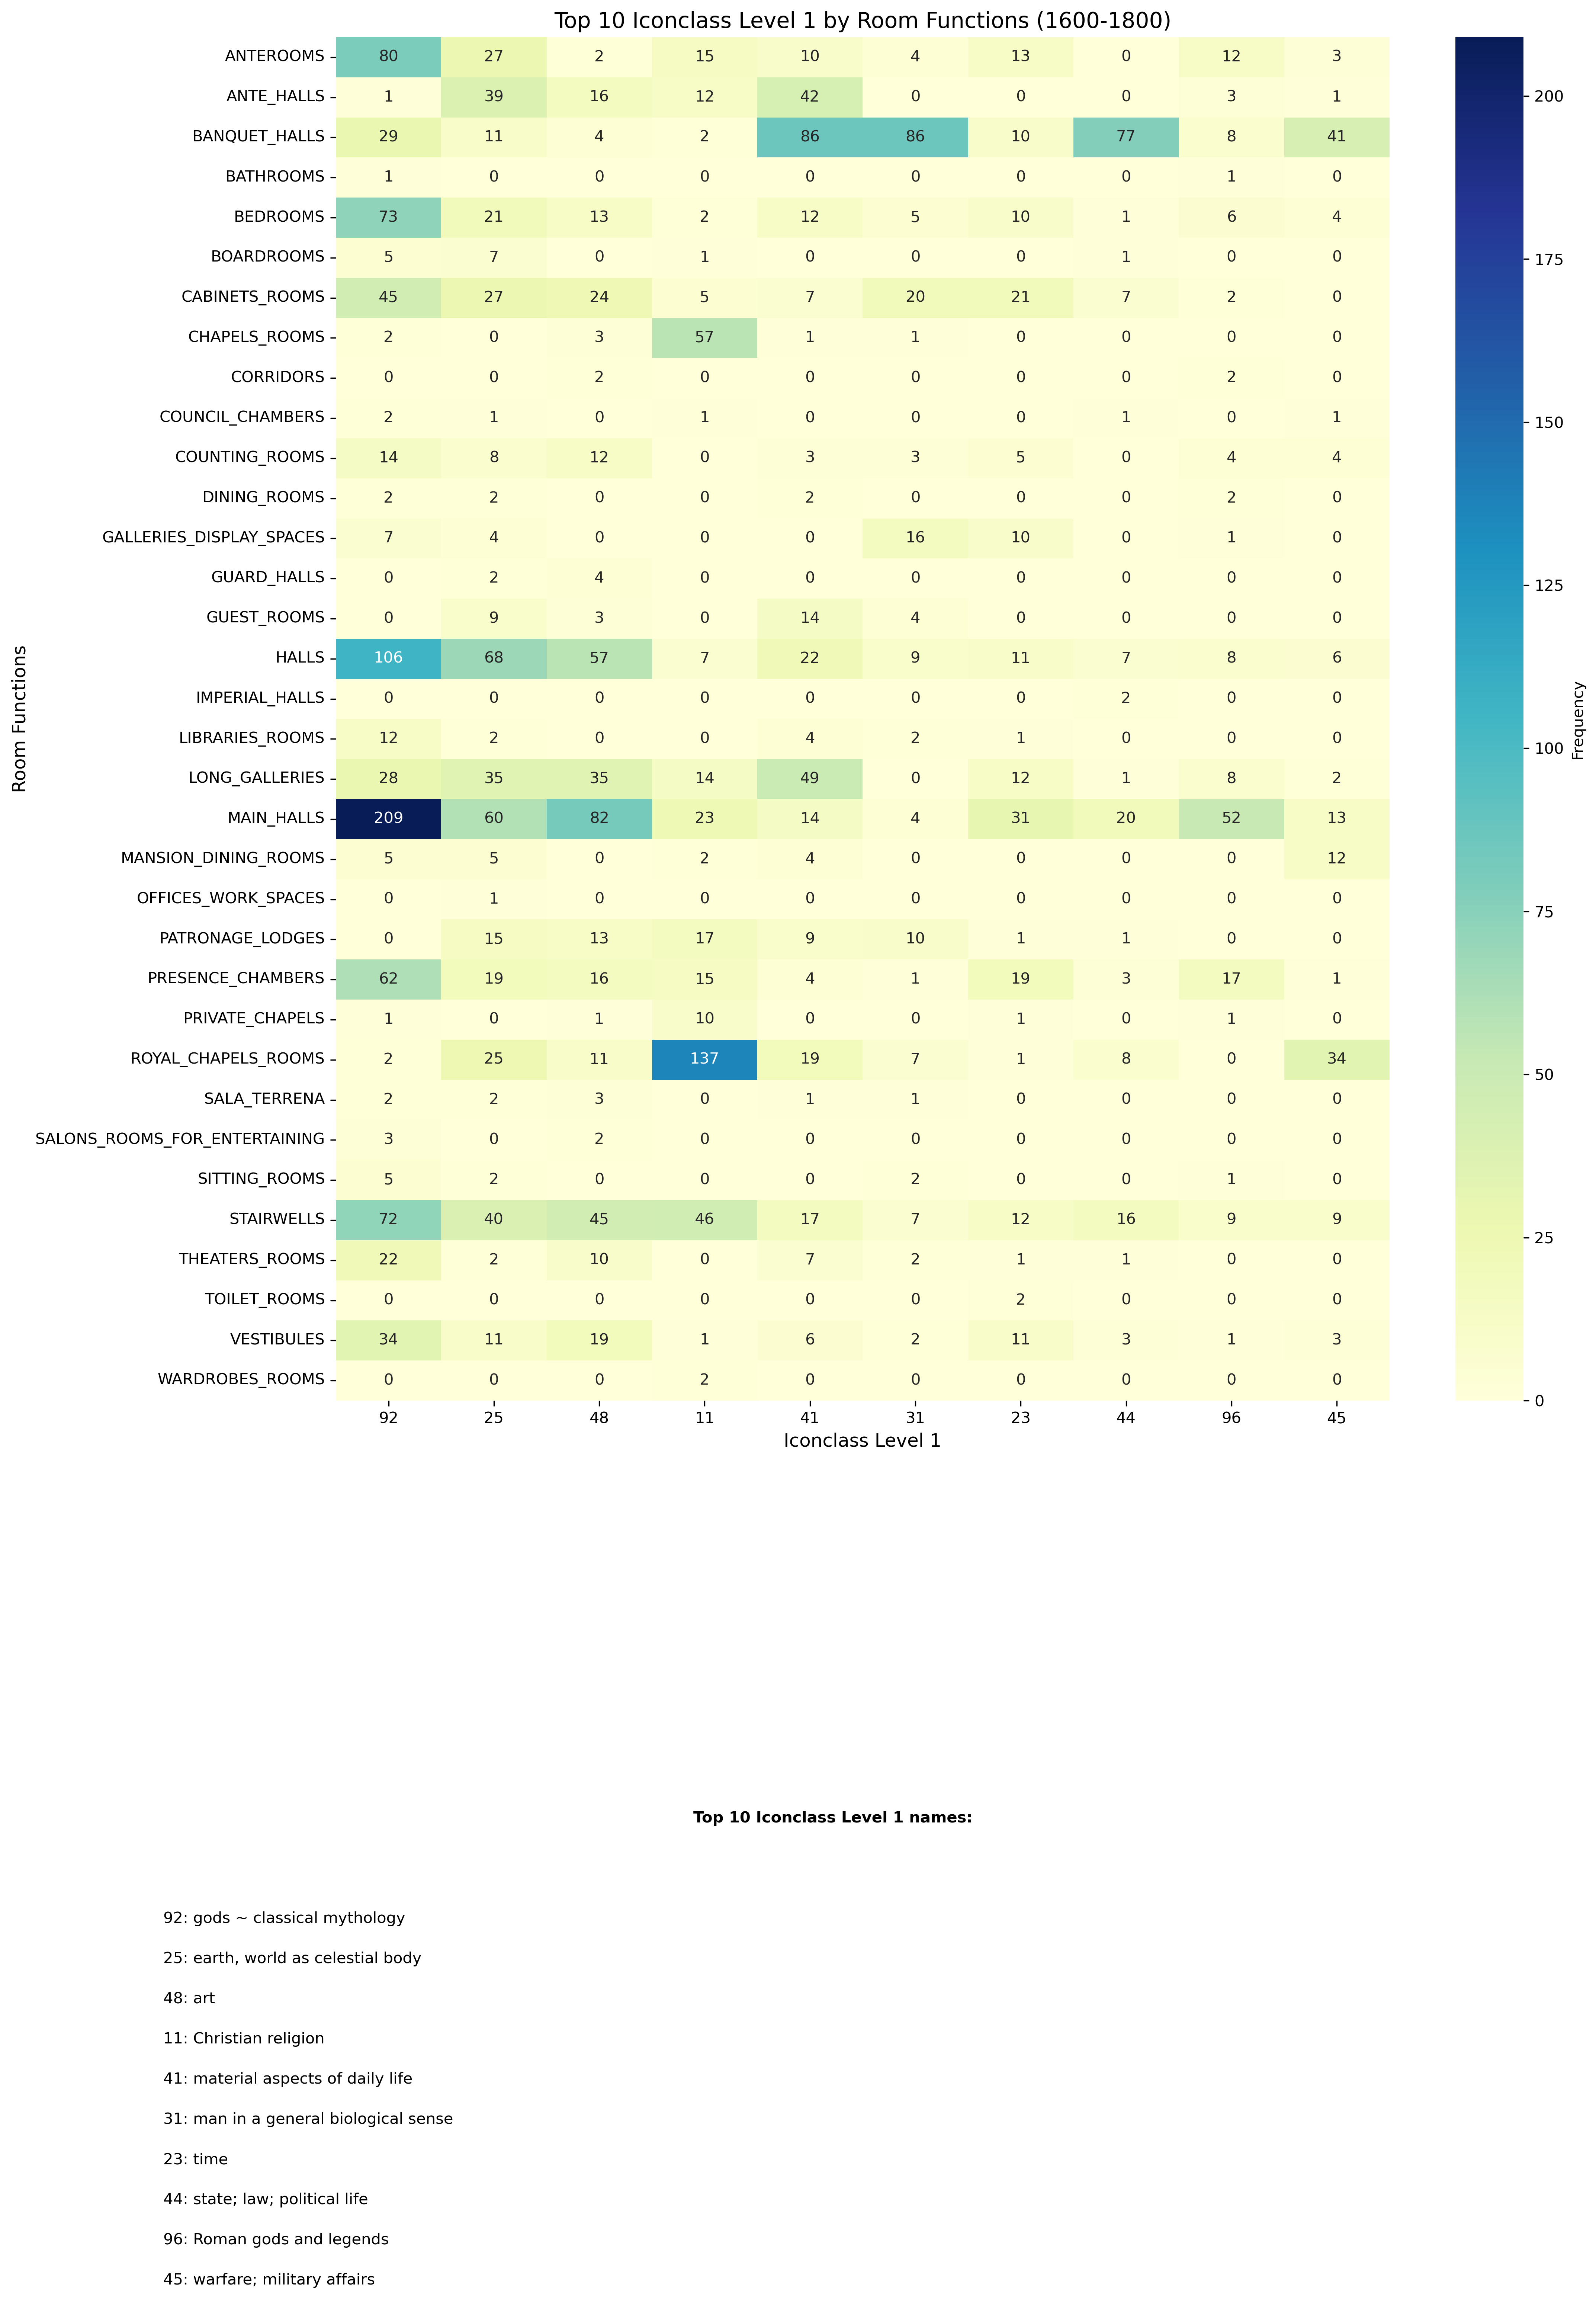 Top 10 Iconclass Level 1 by Room Functions (1600-1800)
ANTEROOMS 80 27 2 15 10 4 13 0 12 3
ANTE_HALLS 1 39 16 12 42 0 0 0 3 1
BANQUET_HALLS 29 11 4 2 86 86 10 77 8 41
BATHROOMS 1 0 0 0 0 0 0 0 1 0
BEDROOMS 73 21 13 2 12 5 10 1 6 4
BOARDROOMS 5 7 0 1 0 0 0 1 0 0
CABINETS_ROOMS 45 27 24 5 7 20 21 7 2 0
CHAPELS_ROOMS 2 0 3 57 1 1 0 0 0 0
CORRIDORS 0 0 2 0 0 0 0 0 2 0
COUNCIL_CHAMBERS 2 1 0 1 0 0 0 1 0 1
COUNTING_ROOMS 14 8 12 0 3 3 5 0 4 4
DINING_ROOMS 2 2 0 0 2 0 0 0 2 0
GALLERIES_DISPLAY_SPACES 7 4 0 0 0 16 10 0 1 0
GUARD_HALLS 0 2 4 0 0 0 0 0 0 0
GUEST_ROOMS 0 9 3 0 14 4 0 0 0 0
HALLS 106 68 57 7 22 9 11 7 8 6
IMPERIAL_HALLS 0 0 0 0 0 0 0 2 0 0
LIBRARIES_ROOMS 12 2 0 0 4 2 1 0 0 0
LONG_GALLERIES 28 35 35 14 49 0 12 1 8 2
MAIN_HALLS 209 60 82 23 14 4 31 20 52 13
MANSION_DINING_ROOMS 5 5 0 2 4 0 0 0 0 12
OFFICES_WORK_SPACES 0 1 0 0 0 0 0 0 0 0
PATRONAGE_LODGES 0 15 13 17 9 10 1 1 0 0
PRESENCE_CHAMBERS 62 19 16 15 4 1 19 3 17 1
PRIVATE_CHAPELS 1 0 1 10 0 0 1 0 1 0
ROYAL_CHAPELS_ROOMS 2 25 11 137 19 7 1 8 0 34
SALA_TERRENA 2 2 3 0 1 1 0 0 0 0
SALONS_ROOMS_FOR_ENTERTAINING 3 0 2 0 0 0 0 0 0 0
SITTING_ROOMS 5 2 0 0 0 2 0 0 1 0
STAIRWELLS 72 40 45 46 17 7 12 16 9 9
THEATERS_ROOMS 22 2 10 0 7 2 1 1 0 0
TOILET_ROOMS 0 0 0 0 0 0 2 0 0 0
VESTIBULES 34 11 19 1 6 2 11 3 1 3
WARDROBES_ROOMS 0 0 0 2 0 0 0 0 0 0
92 25 48 11 41 31 23 44 96 45
Iconclass Level 1
Room Functions
200
175
150
125
100
75
50
25
0
Frequency
Top 10 Iconclass Level 1 names:
92: gods ~ classical mythology
25: earth, world as celestial body
48: art
11: Christian religion
41: material aspects of daily life
31: man in a general biological sense
23: time
44: state; law; political life
96: Roman gods and legends
45: warfare; military affairs